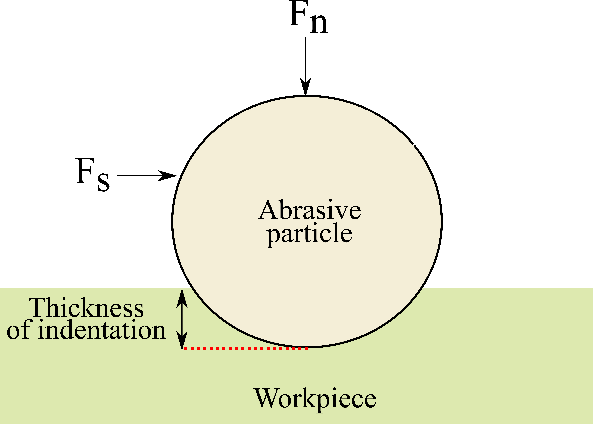 Fn
Fs
Abrasive
particle
Thickness
of indentation
Workpiece